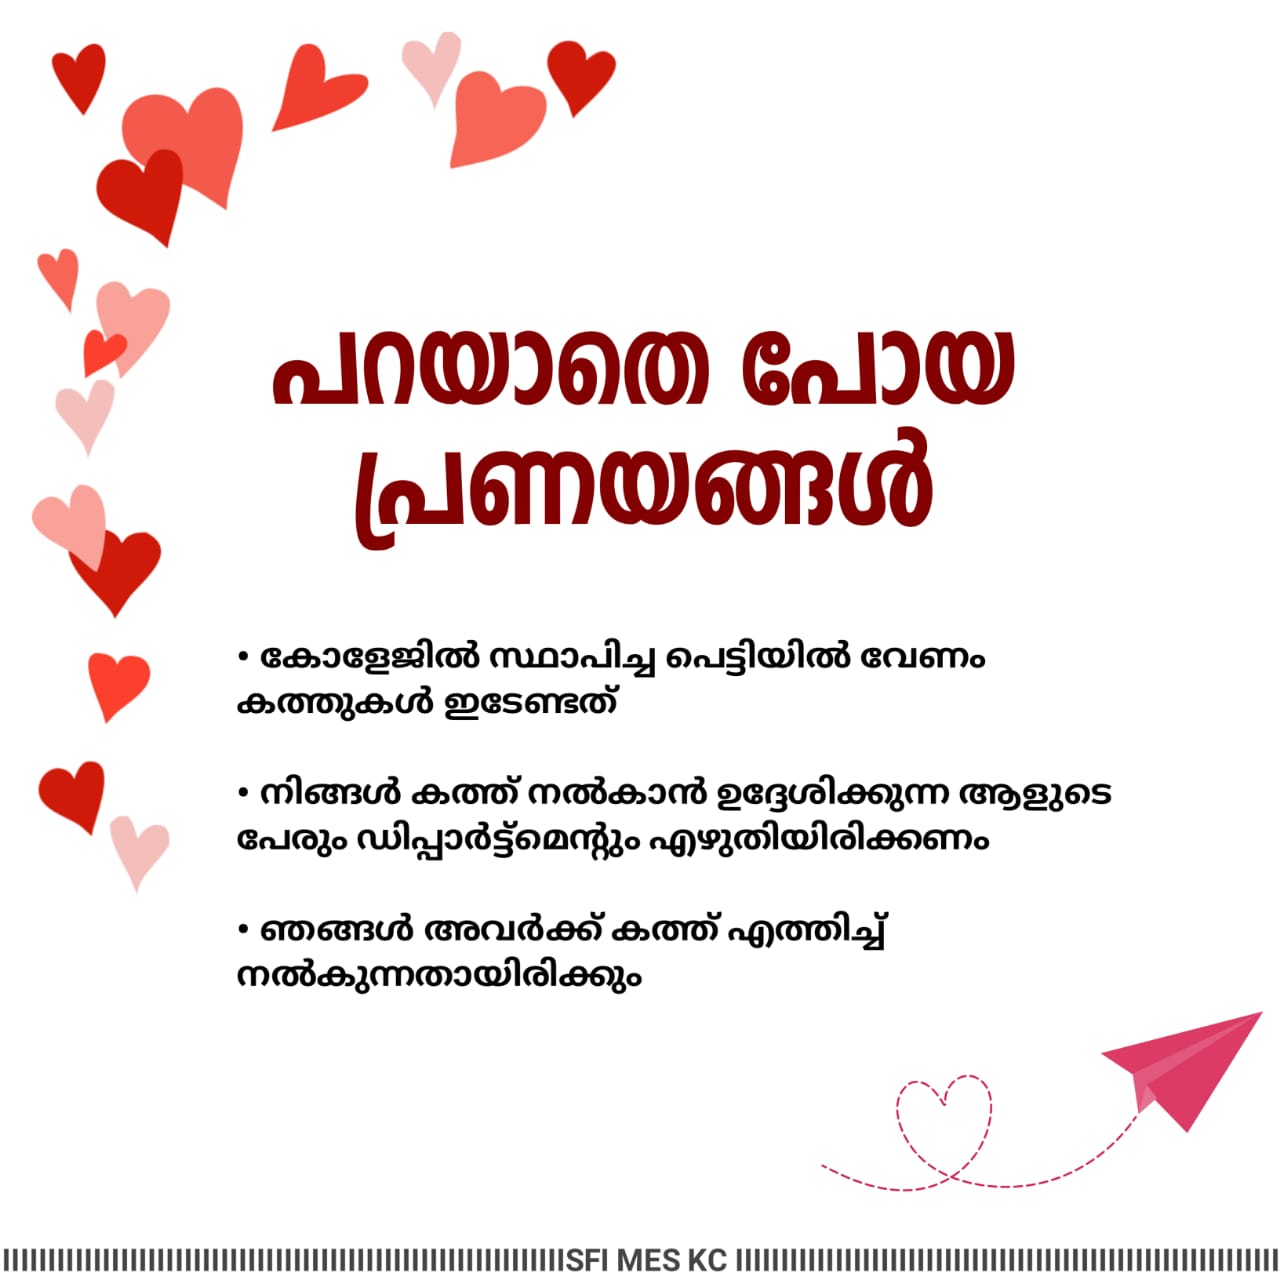 പറയാതെ പോയ
പ്രണയങ്ങൾ
• കോളേജിൽ സ്ഥാപിച്ച പെട്ടിയിൽ വേണം
കത്തുകൾ ഇടേണ്ടത്
• നിങ്ങൾ കത്ത് നൽകാൻ ഉദ്ദേശിക്കുന്ന ആളുടെ
പേരും ഡിപ്പാർട്ട്മെന്റും എഴുതിയിരിക്കണം
• ഞങ്ങൾ അവർക്ക് കത്ത് എത്തിച്ച്
നൽകുന്നതായിരിക്കും
SFI MES KC